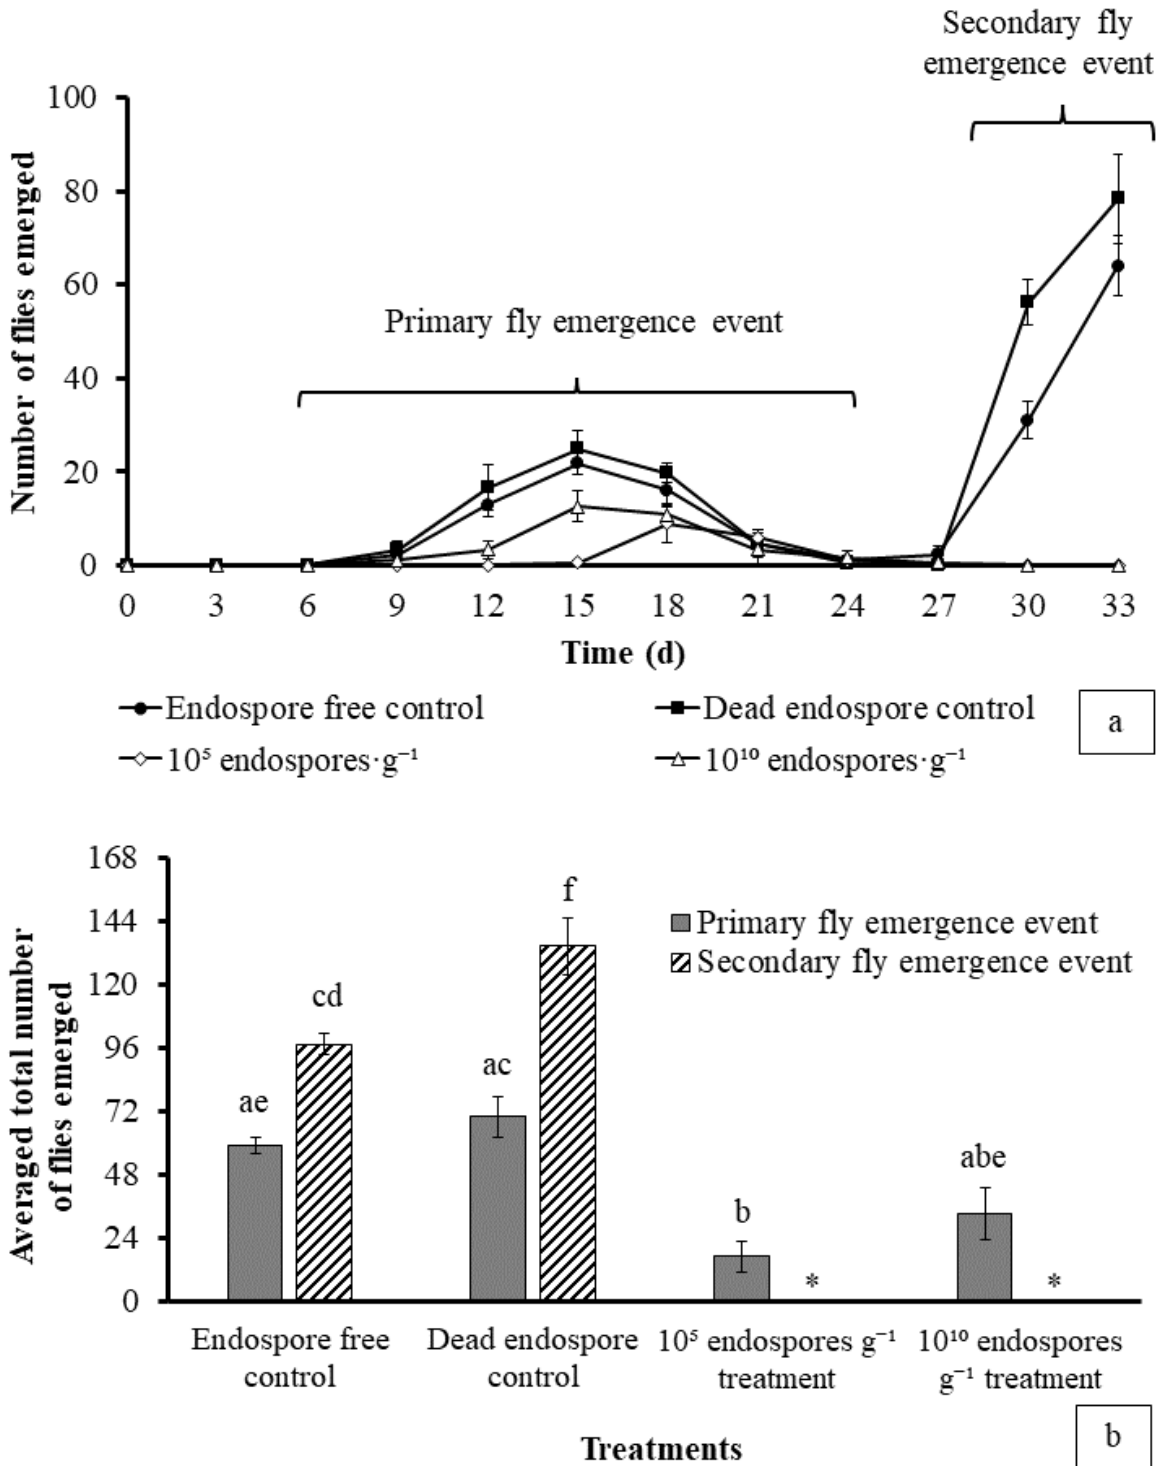 Secondary fly
emergence event
100
80
60
40
20
0
Number of flies emerged
Primary fly emergence event
0 3 6 9 12 15 18 21 24 27 30 33
Time (d)
Endospore free control
Dead endospore control
10⁵ endospores·g⁻¹
10¹⁰ endospores·g⁻¹
a
168
144
120
96
72
48
24
0
Averaged total number
of flies emerged
Primary fly emergence event
Secondary fly emergence event
ae
cd
ac
f
b
*
abe
*
Endospore free
control
Dead endospore
control
10⁵ endospores g⁻¹
treatment
10¹⁰ endospores
g⁻¹ treatment
Treatments
b